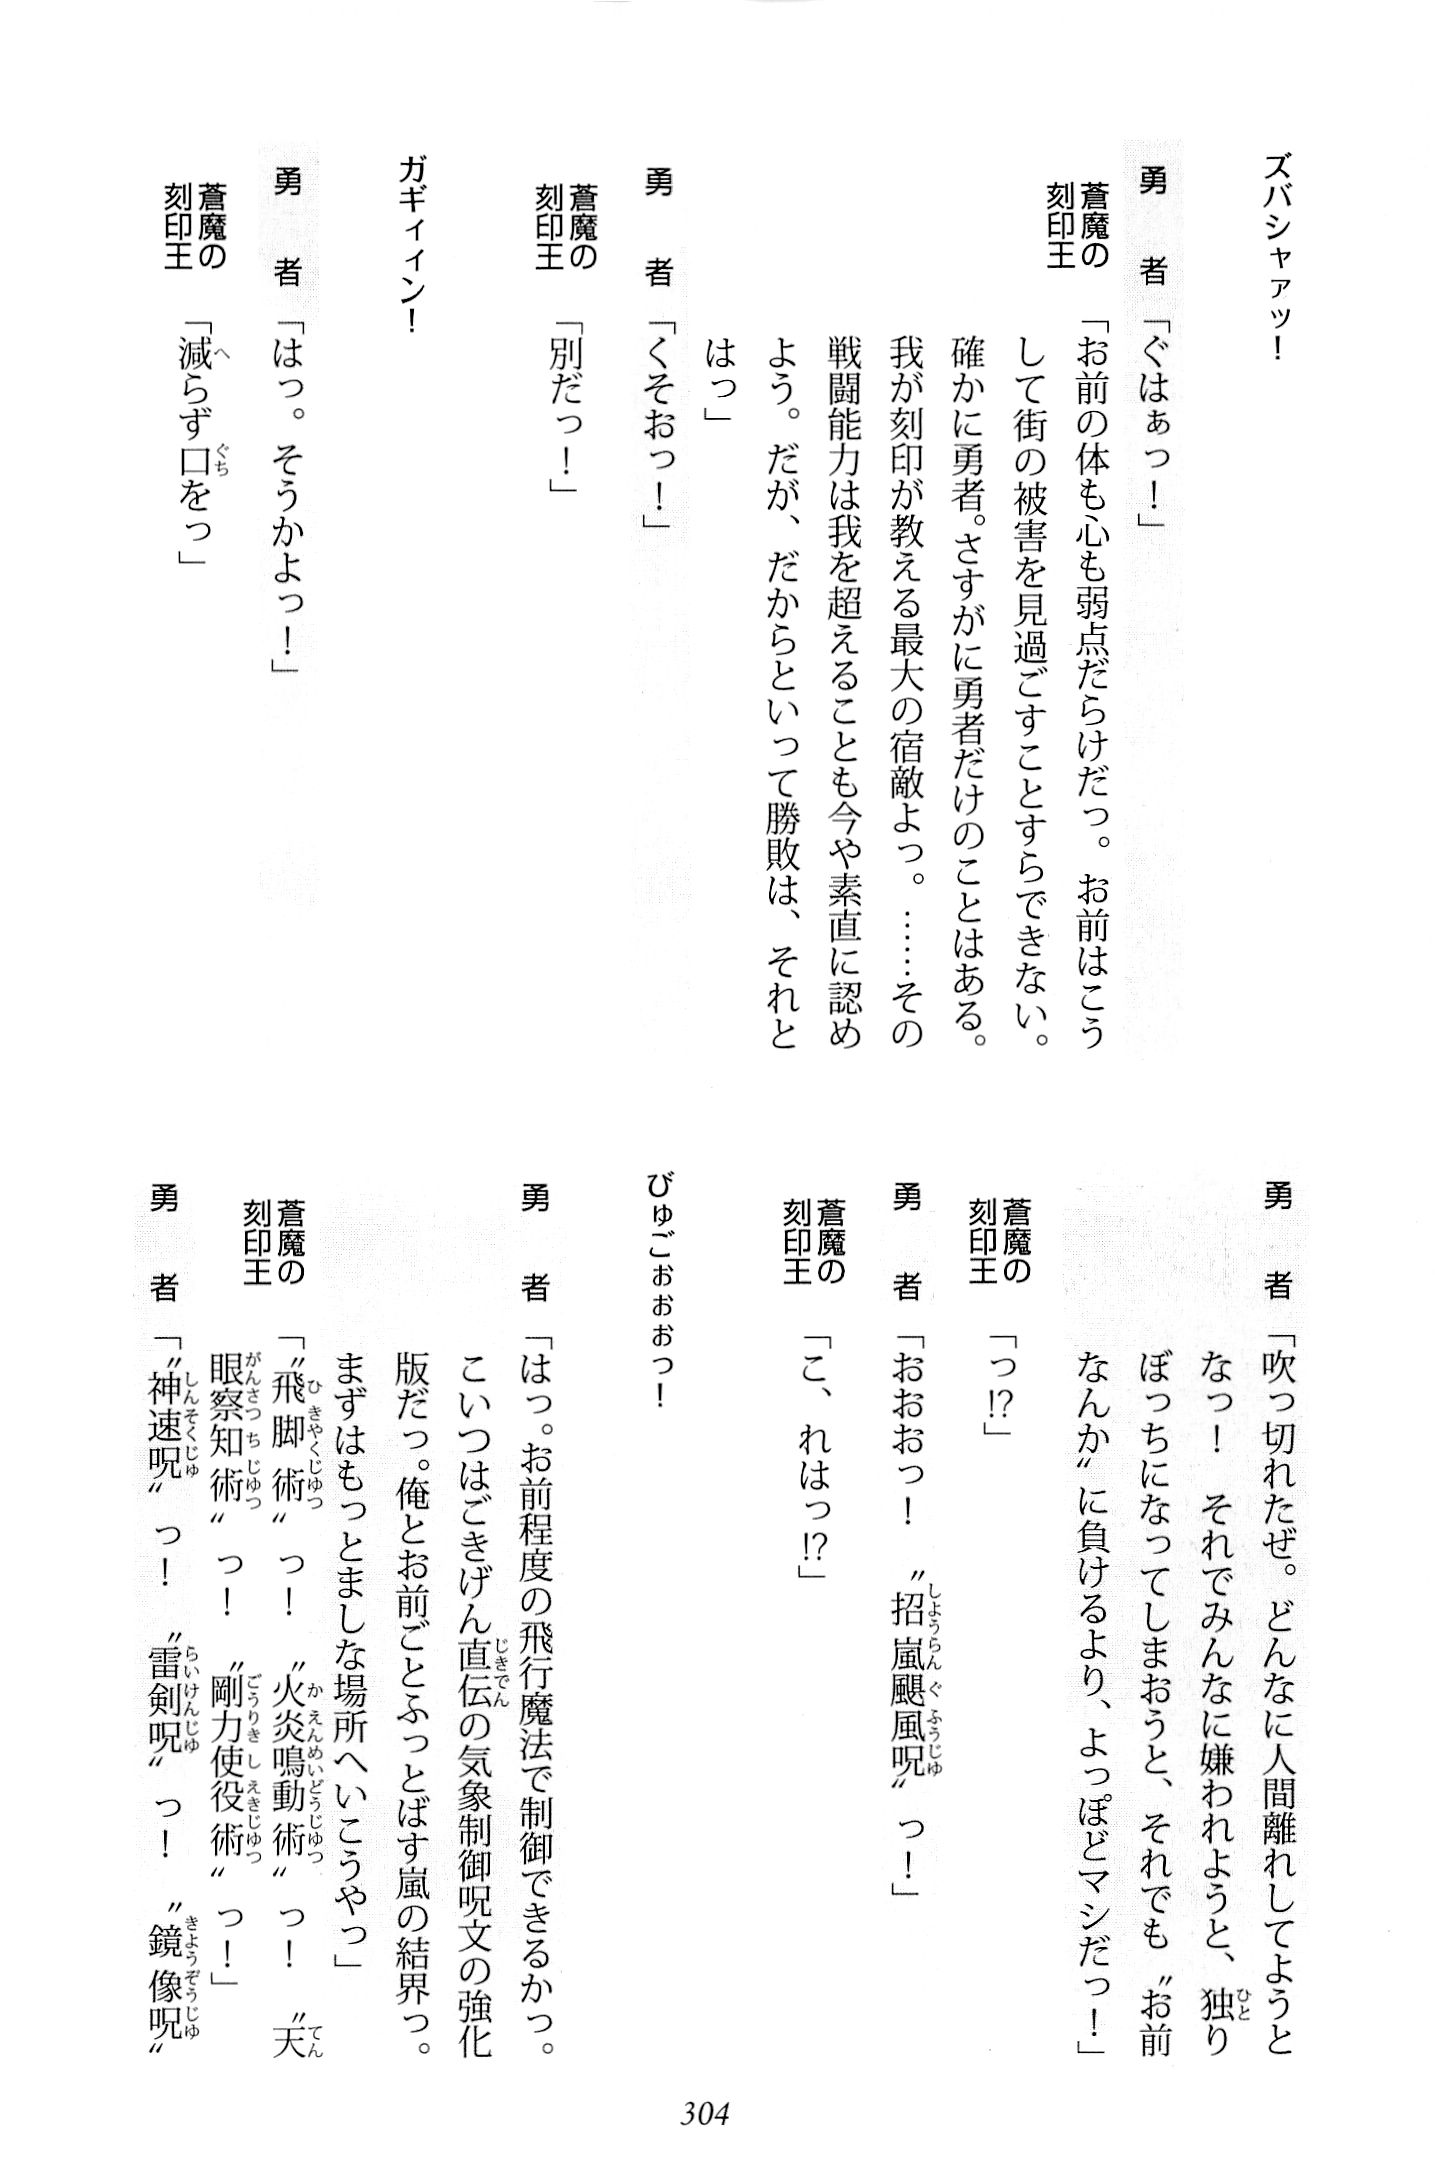 ズバシャァッ！
勇　者「ぐはぁっ！」
蒼魔の刻印王「お前の体も心も弱点だらけだっ。お前はこう
して街の被害を見過ごすことすらできない。
確かに勇者。さすがに勇者だけのことはある。
我が刻印が教える最大の宿敵よっ。……その
戦闘能力は我を超えることも今や素直に認め
よう。だが、だからといって勝敗は、それと
はっ」
勇　者「くそおっ！」
蒼魔の刻印王「別だっ！」
ガギィィン！
勇　者「はっ。そうかよっ！」
蒼魔の刻印王「減らず口をっ」
勇　者「吹っ切れたぜ。どんなに人間離れしてようと
なっ！　それでみんなに嫌われようと、独り
ぼっちになってしまおうと、それでも〝お前
なんか〟に負けるより、よっぽどマシだっ！」
蒼魔の刻印王「っ!?」
勇　者「おおおっ！　〝招嵐颶風呪〟っ！」
蒼魔の刻印王「こ、れはっ!?」
びゅごぉぉぉっ！
勇　者「はっ。お前程度の飛行魔法で制御できるかっ。
こいつはごきげん直伝の気象制御呪文の強化
版だっ。俺とお前ごとふっとばす嵐の結界っ。
まずはもっとましな場所へいこうやっ」
蒼魔の刻印王「〝飛脚術〟っ！　〝火炎鳴動術〟っ！　〝天
眼察知術〟っ！　〝剛力使役術〟っ！」
勇　者「〝神速呪〟っ！　〝雷剣呪〟っ！　〝鏡像呪〟
304